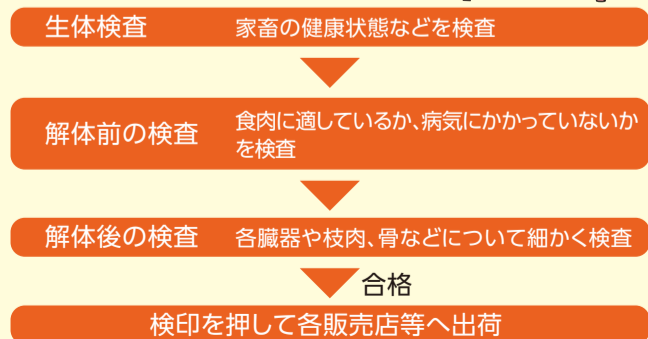 生体検査 家畜の健康状態などを検査
解体前の検査 食肉に適しているか、病気にかかっていないか
を検査
解体後の検査 各臓器や枝肉、骨などについて細かく検査
合格
検印を押して各販売店等へ出荷